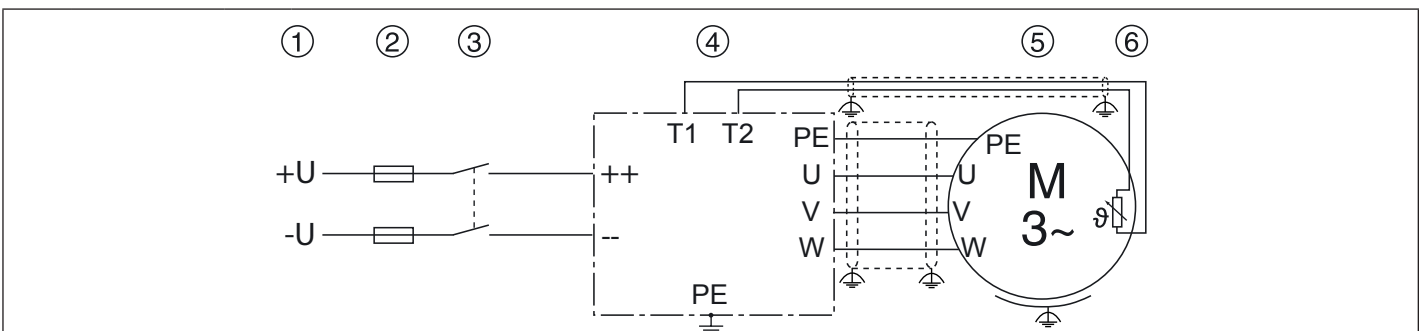 ① ② ③ ④ ⑤ ⑥
T1 T2
PE PE
+U ++ U U M
V V 3~ ϑ
-U -- W W
PE